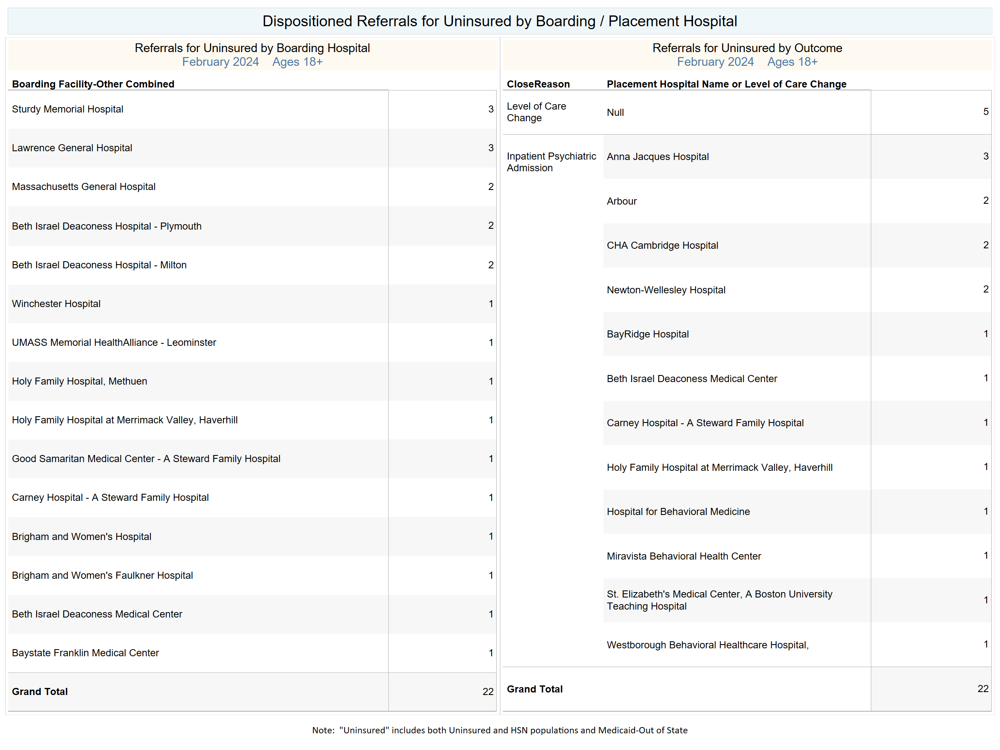 Dispositioned Referrals for Uninsured by Boarding / Placement Hospital
Referrals for Uninsured by Boarding Hospital
February 2024 Ages 18+
Boarding Facility-Other Combined
Sturdy Memorial Hospital 3
Lawrence General Hospital 3
Massachusetts General Hospital 2
Beth Israel Deaconess Hospital - Plymouth 2
Beth Israel Deaconess Hospital - Milton 2
Winchester Hospital 1
UMASS Memorial HealthAlliance - Leominster 1
Holy Family Hospital, Methuen 1
Holy Family Hospital at Merrimack Valley, Haverhill 1
Good Samaritan Medical Center - A Steward Family Hospital 1
Carney Hospital - A Steward Family Hospital 1
Brigham and Women's Hospital 1
Brigham and Women's Faulkner Hospital 1
Beth Israel Deaconess Medical Center 1
Baystate Franklin Medical Center 1
Grand Total 22
Referrals for Uninsured by Outcome
February 2024 Ages 18+
CloseReason Placement Hospital Name or Level of Care Change
Level of Care
Change
Null 5
Inpatient Psychiatric
Admission
Anna Jacques Hospital 3
Arbour 2
CHA Cambridge Hospital 2
Newton-Wellesley Hospital 2
BayRidge Hospital 1
Beth Israel Deaconess Medical Center 1
Carney Hospital - A Steward Family Hospital 1
Holy Family Hospital at Merrimack Valley, Haverhill 1
Hospital for Behavioral Medicine 1
Miravista Behavioral Health Center 1
St. Elizabeth's Medical Center, A Boston University
Teaching Hospital 1
Westborough Behavioral Healthcare Hospital, 1
Grand Total 22
Note: "Uninsured" includes both Uninsured and HSN populations and Medicaid-Out of State